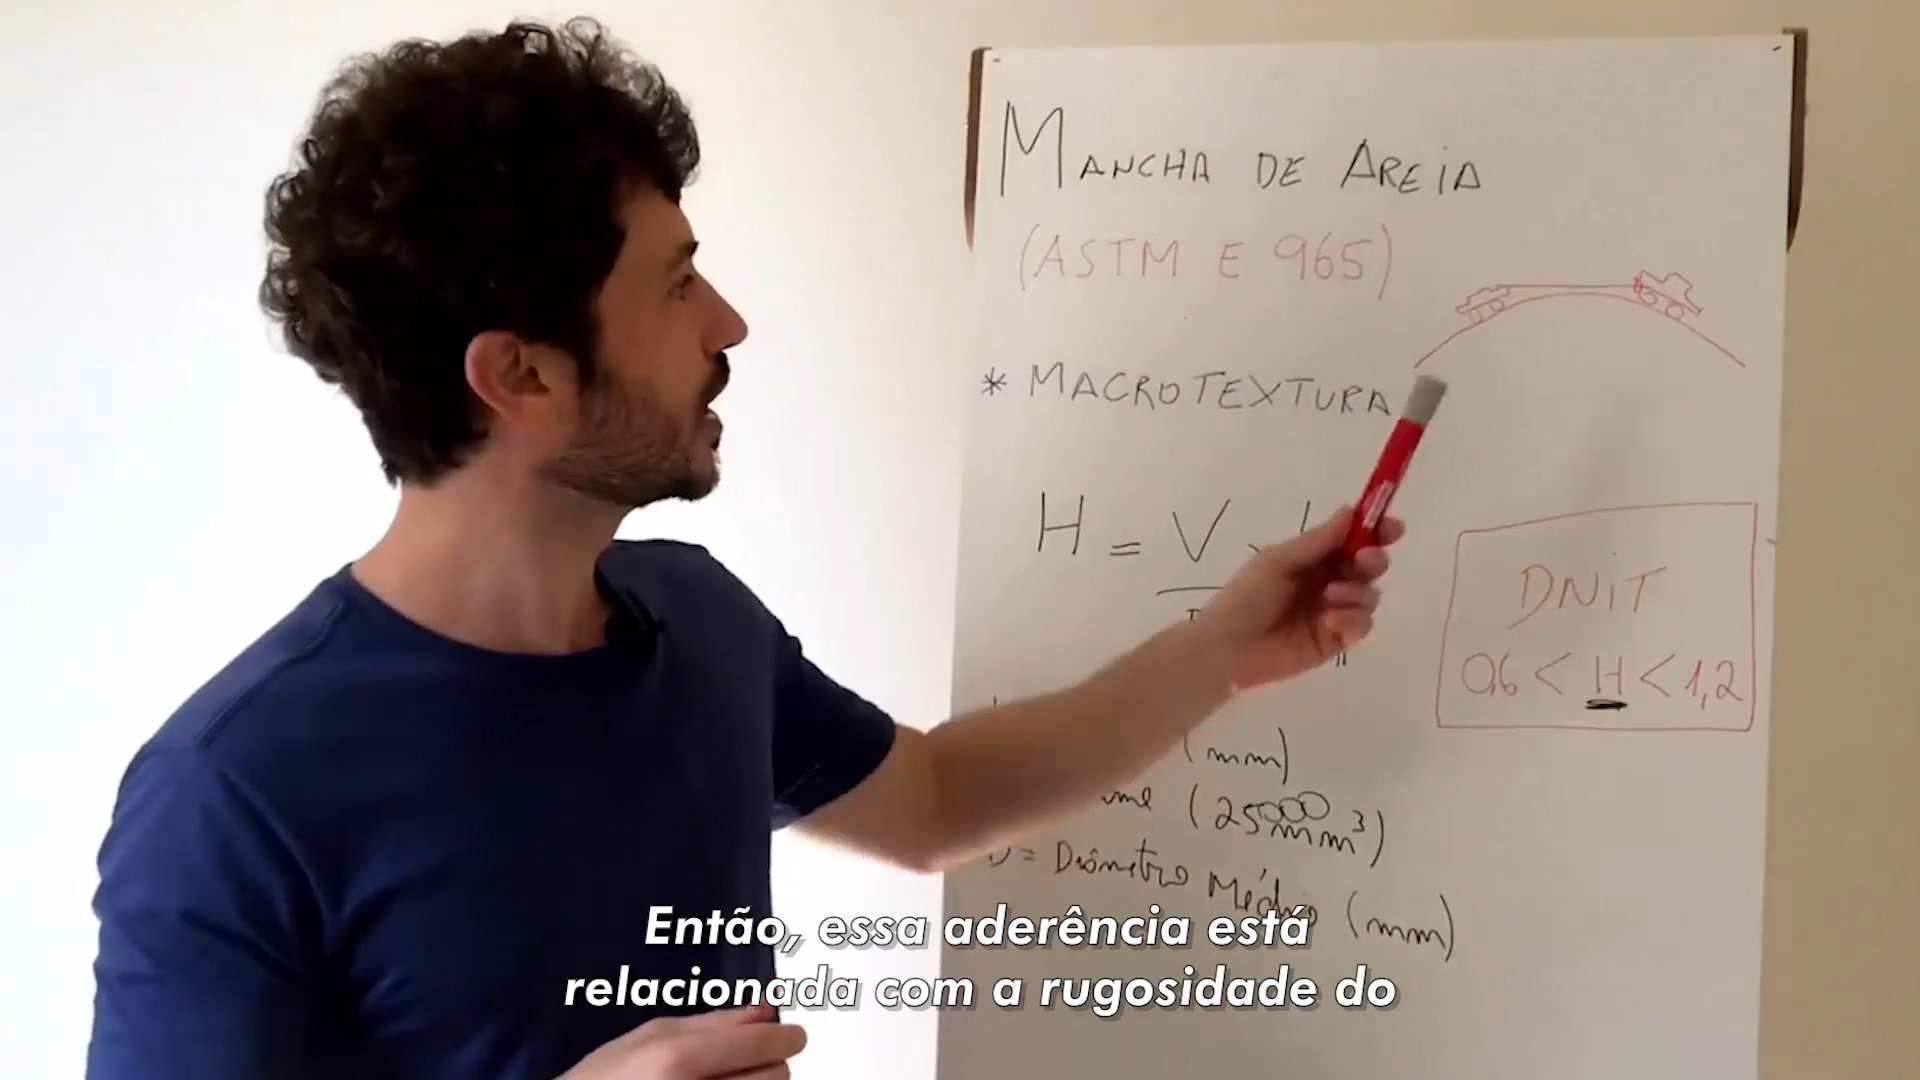 MANCHA DE AREIA
(ASTM E 965)
* MACROTEXTURA
H = V
DNIT
0,6 < H < 1,2
(mm)
(25000 mm³)
D = Diâmetro Médio (mm)
Então, essa aderência está
relacionada com a rugosidade do